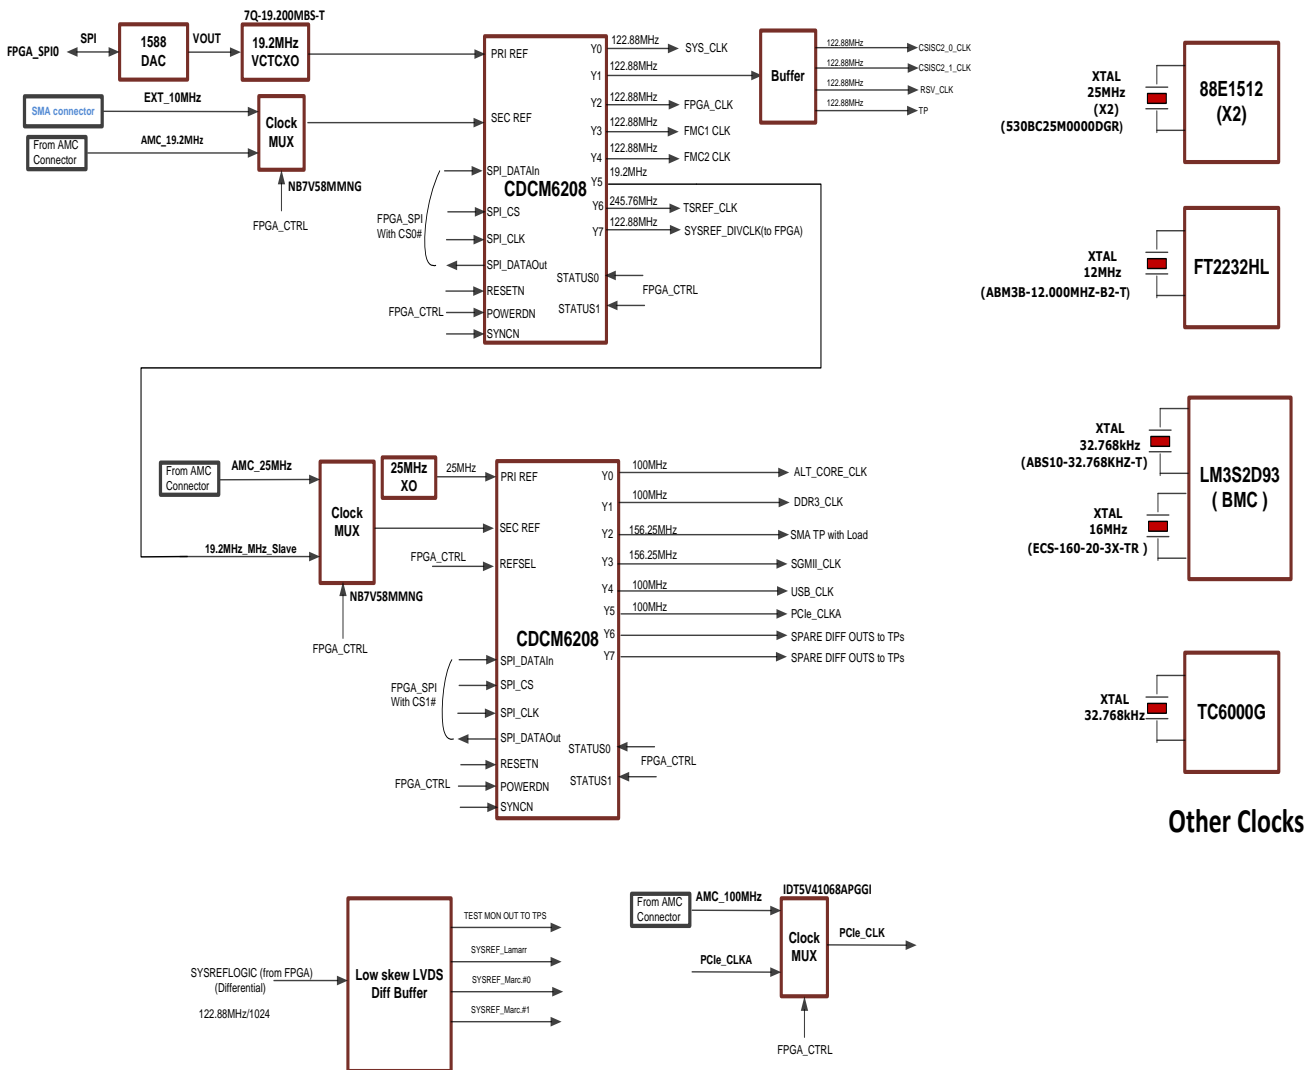 7Q-19.200MBS-T
FPGA_SPI0
SPI
1588
DAC
VOUT
19.2MHz
VCTCXO
SMA connector
EXT_10MHz
From AMC
Connector
AMC_19.2MHz
Clock
MUX
NB7V58MMNG
FPGA_CTRL
PRI REF
SEC REF
SPI_DATAIn
CDCM6208
SPI_CS
SPI_CLK
SPI_DATAOut
RESETN
POWERDN
SYNCN
FPGA_SPI
With CS0#
FPGA_CTRL
Y0
122.88MHz
SYS_CLK
Y1
122.88MHz
Y2
122.88MHz
FPGA_CLK
Y3
122.88MHz
FMC1 CLK
Y4
122.88MHz
FMC2 CLK
Y5
19.2MHz
Y6
245.76MHz
TSREF_CLK
Y7
122.88MHz
SYSREF_DIVCLK(to FPGA)
STATUS0
FPGA_CTRL
STATUS1
Buffer
122.88MHz
CSISC2_0_CLK
122.88MHz
CSISC2_1_CLK
122.88MHz
RSV_CLK
122.88MHz
TP
XTAL
25MHz
(X2)
(530BC25M0000DGR)
88E1512
(X2)
XTAL
12MHz
(ABM3B-12.000MHZ-B2-T)
FT2232HL
XTAL
32.768kHz
(ABS10-32.768KHZ-T)
XTAL
16MHz
(ECS-160-20-3X-TR )
LM3S2D93
( BMC )
XTAL
32.768kHz
TC6000G
Other Clocks
From AMC
Connector
AMC_25MHz
19.2MHz_MHz_Slave
Clock
MUX
NB7V58MMNG
FPGA_CTRL
25MHz
XO
25MHz
PRI REF
SEC REF
FPGA_CTRL
REFSEL
CDCM6208
SPI_DATAIn
SPI_CS
SPI_CLK
SPI_DATAOut
RESETN
POWERDN
SYNCN
FPGA_SPI
With CS1#
FPGA_CTRL
Y0
100MHz
ALT_CORE_CLK
Y1
100MHz
DDR3_CLK
Y2
156.25MHz
SMA TP with Load
Y3
156.25MHz
SGMII_CLK
Y4
100MHz
USB_CLK
Y5
100MHz
PCIe_CLKA
Y6
SPARE DIFF OUTS to TPs
Y7
SPARE DIFF OUTS to TPs
STATUS0
FPGA_CTRL
STATUS1
SYSREFLOGIC (from FPGA)
(Differential)
122.88MHz/1024
Low skew LVDS
Diff Buffer
TEST MON OUT TO TPS
SYSREF_Lamarr
SYSREF_Marc.#0
SYSREF_Marc.#1
From AMC
Connector
AMC_100MHz
PCIe_CLKA
IDT5V41068APGGI
Clock
MUX
PCIe_CLK
FPGA_CTRL